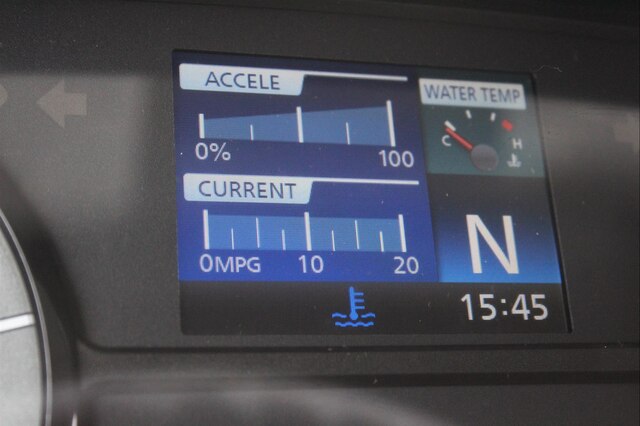 ACCELE
0% 100
CURRENT
0MPG 10 20
WATER TEMP
C H
N
15:45